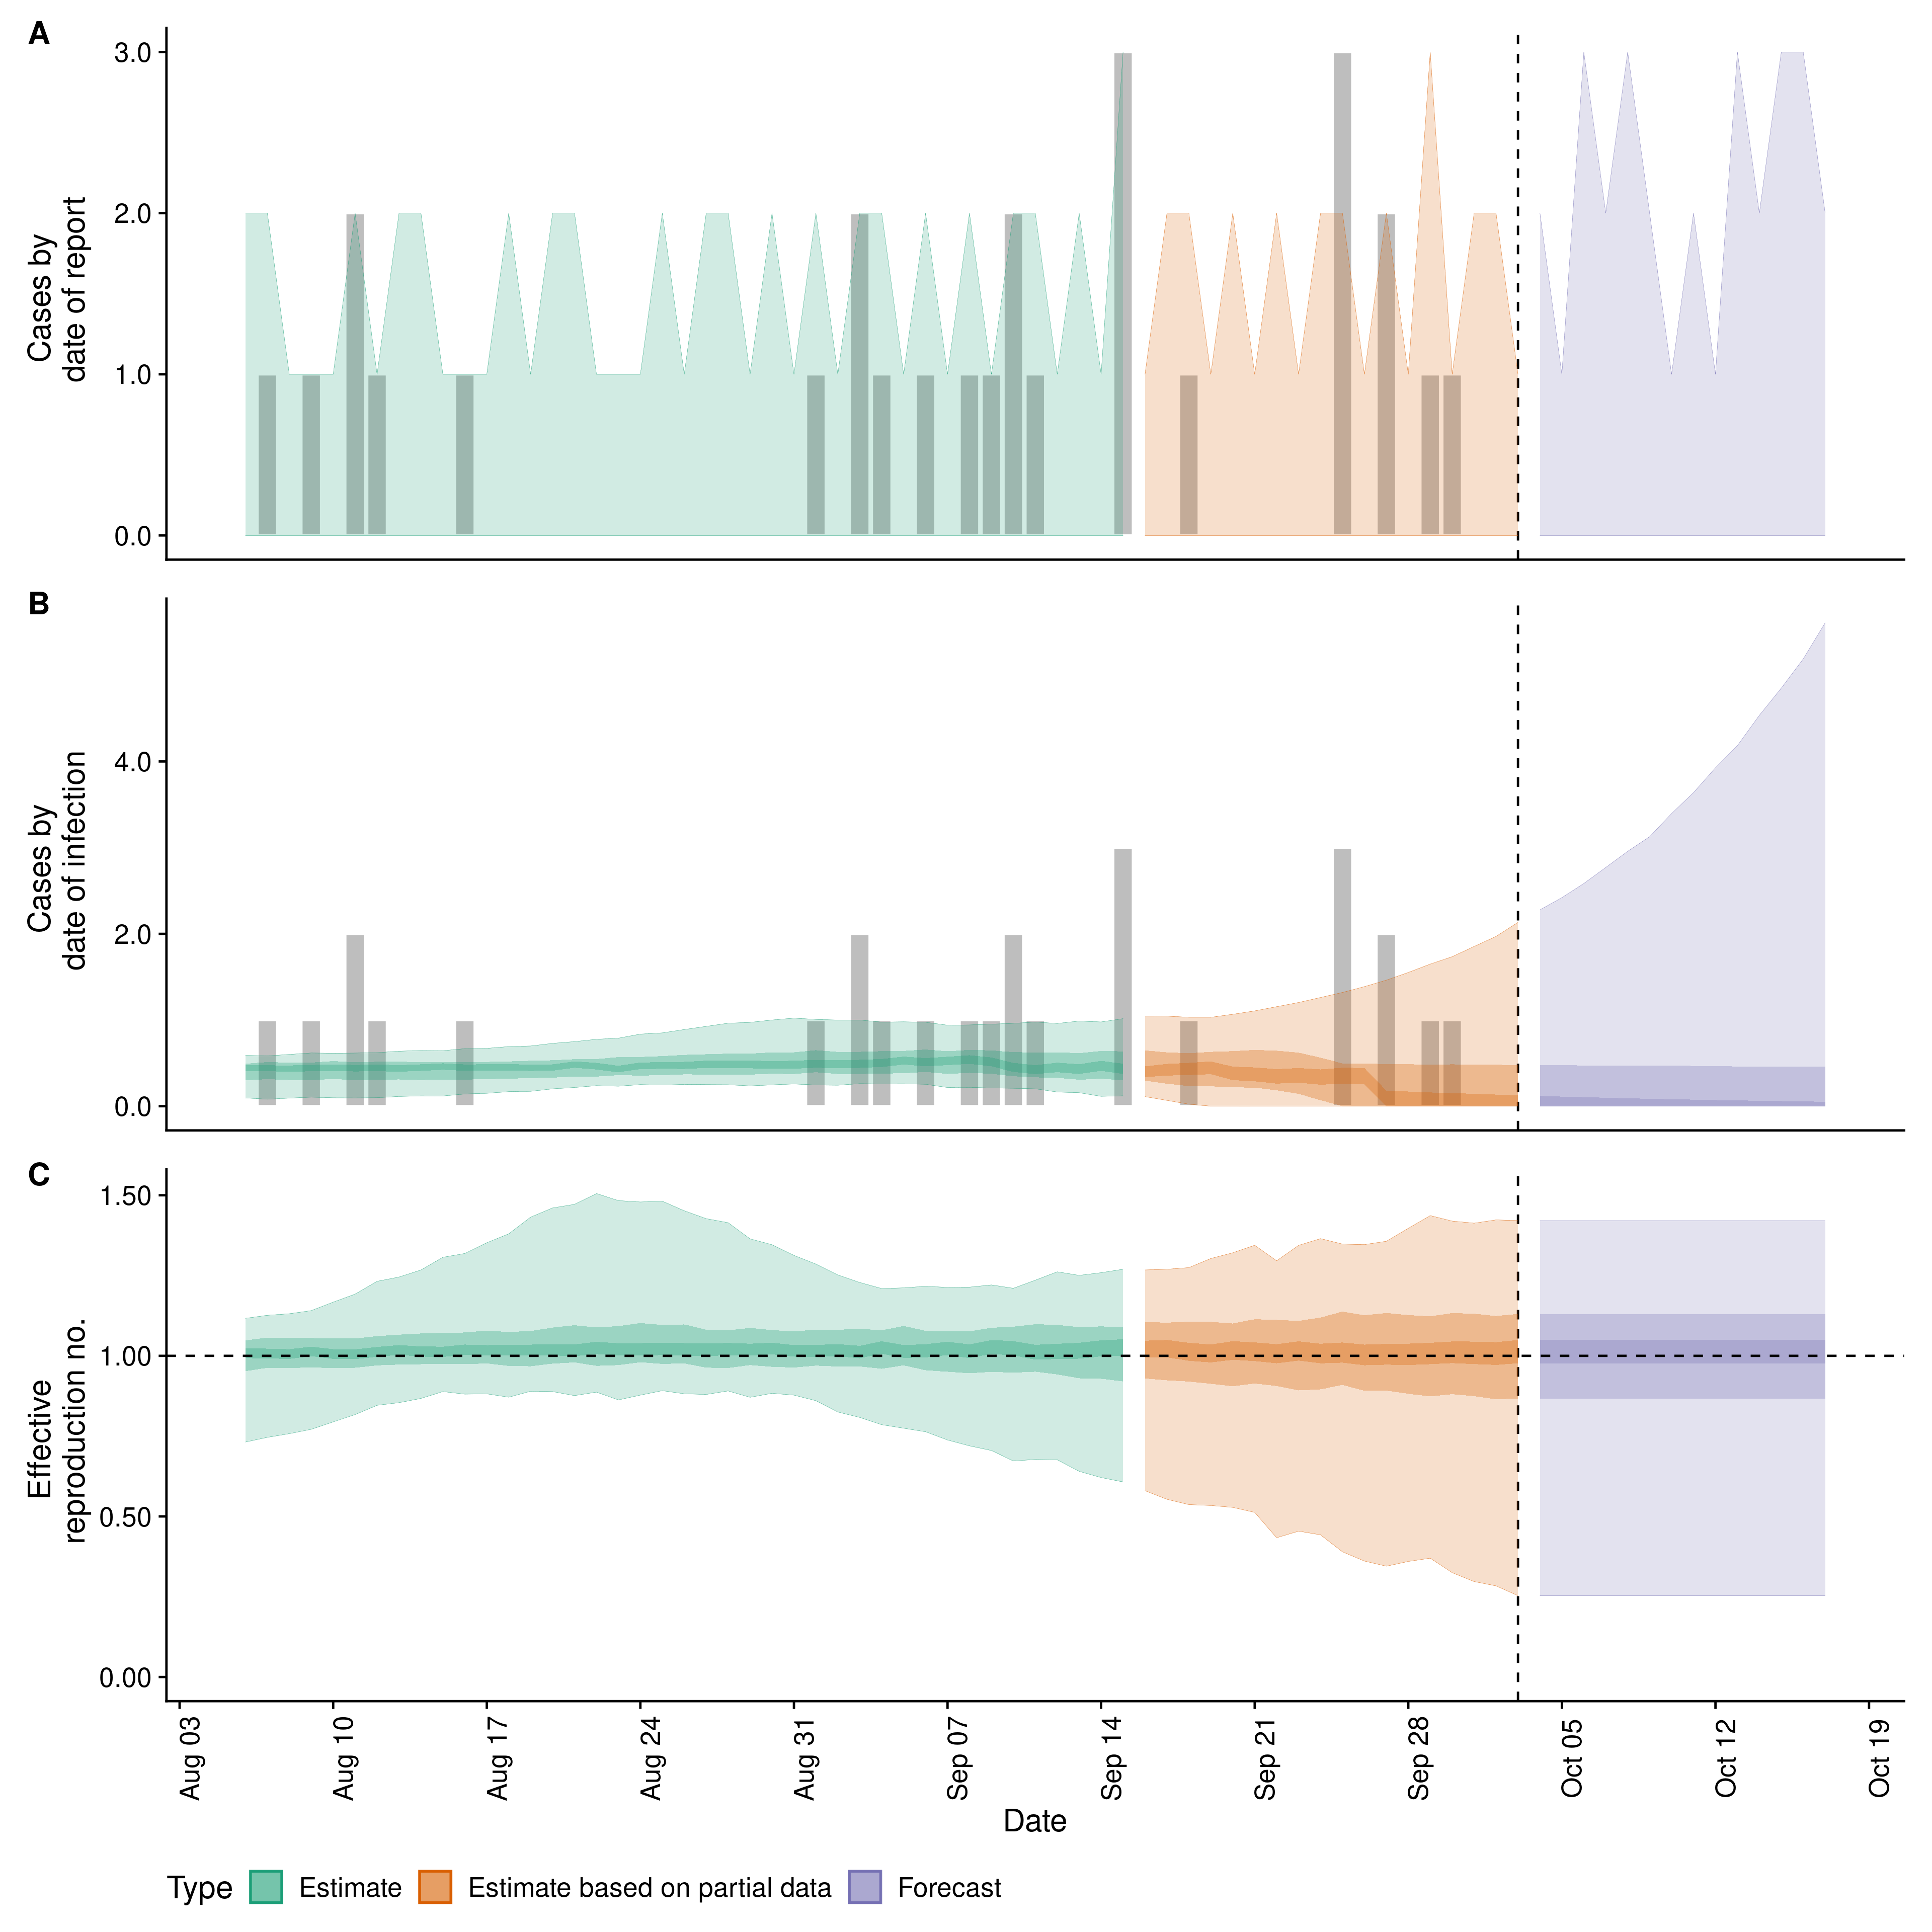 A
Cases by
date of report
3.0
2.0
1.0
0.0
B
Cases by
date of infection
4.0
2.0
0.0
C
Effective
reproduction no.
1.50
1.00
0.50
0.00
Aug 03
Aug 10
Aug 17
Aug 24
Aug 31
Sep 07
Sep 14
Sep 21
Sep 28
Oct 05
Oct 12
Oct 19
Date
Type Estimate Estimate based on partial data Forecast